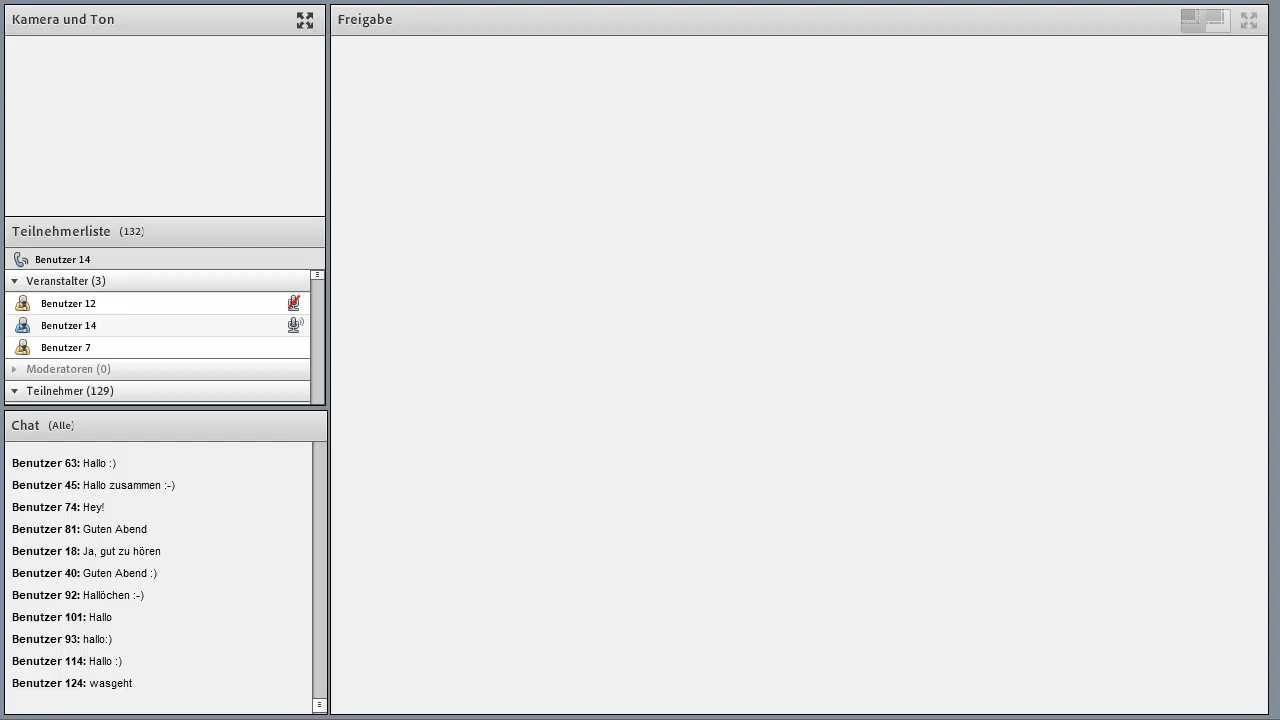 Kamera und Ton
Freigabe
Teilnehmerliste (132)
Benutzer 14
Veranstalter (3)
Benutzer 12
Benutzer 14
Benutzer 7
Moderatoren (0)
Teilnehmer (129)
Chat (Alle)
Benutzer 63: Hallo :)
Benutzer 45: Hallo zusammen :-)
Benutzer 74: Hey!
Benutzer 81: Guten Abend
Benutzer 18: Ja, gut zu hören
Benutzer 40: Guten Abend :)
Benutzer 92: Hallöchen :-)
Benutzer 101: Hallo
Benutzer 93: hallo:)
Benutzer 114: Hallo :)
Benutzer 124: wasgeht